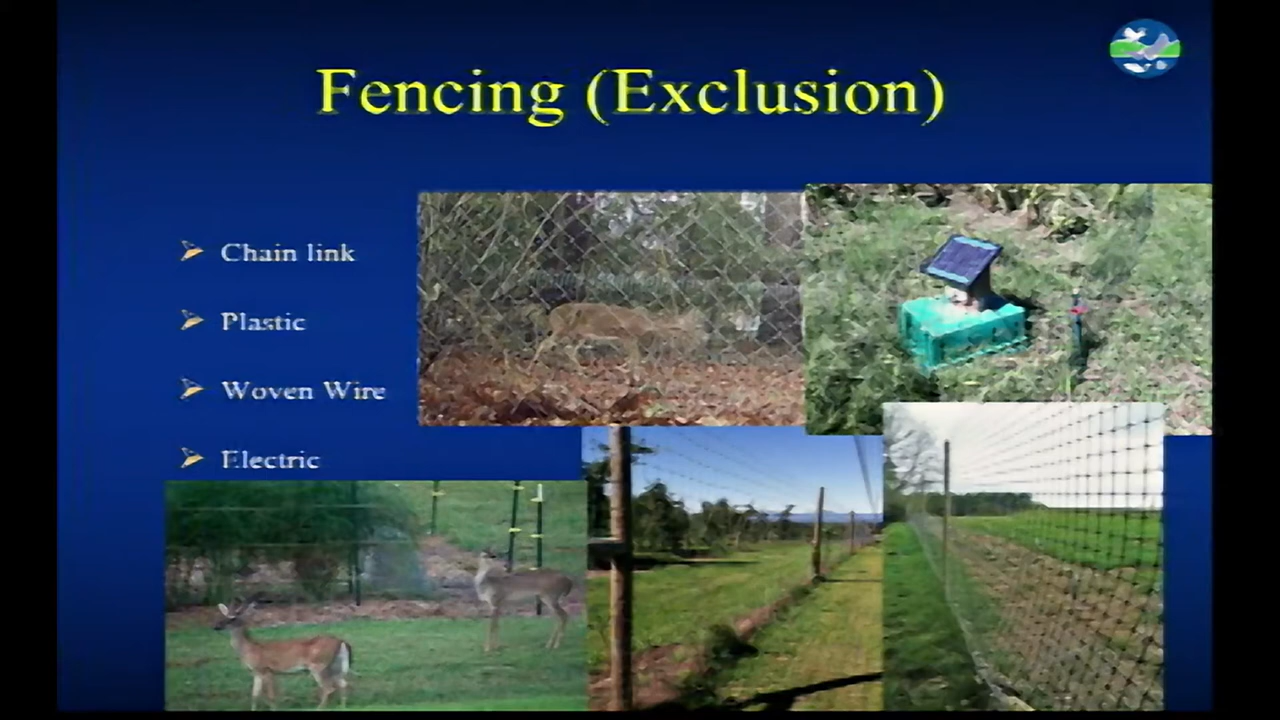 Fencing (Exclusion)
Chain link
Plastic
Woven Wire
Electric